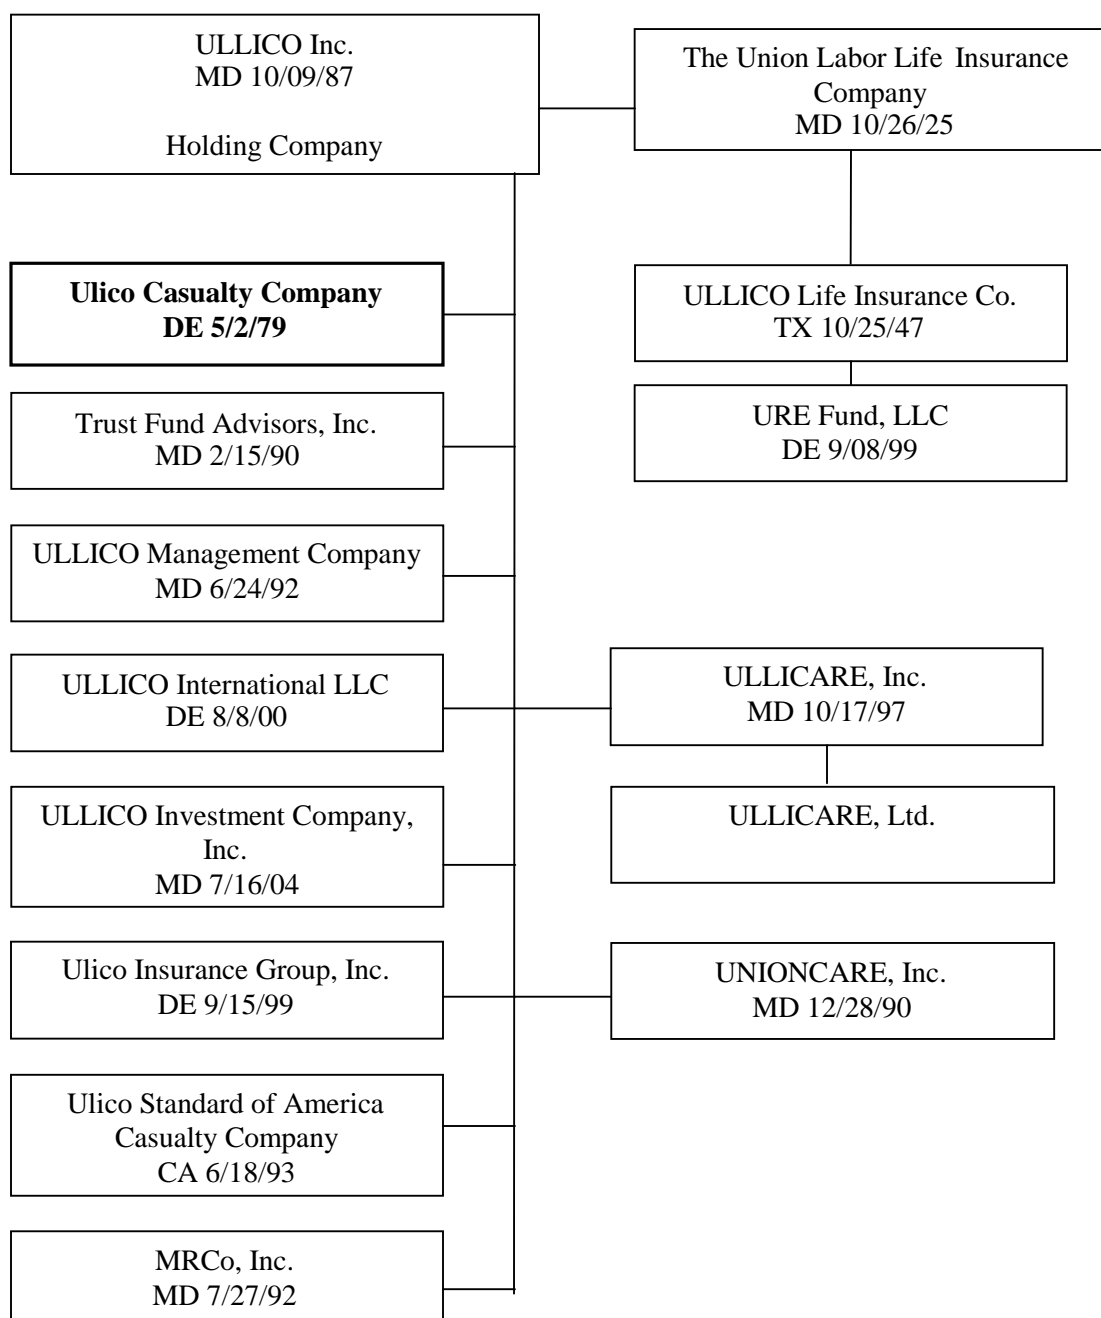 ULLICO Inc.
MD 10/09/87
Holding Company
The Union Labor Life Insurance
Company
MD 10/26/25
Ulico Casualty Company
DE 5/2/79
ULLICO Life Insurance Co.
TX 10/25/47
Trust Fund Advisors, Inc.
MD 2/15/90
URE Fund, LLC
DE 9/08/99
ULLICO Management Company
MD 6/24/92
ULLICO International LLC
DE 8/8/00
ULLICARE, Inc.
MD 10/17/97
ULLICO Investment Company,
Inc.
MD 7/16/04
ULLICARE, Ltd.
Ulico Insurance Group, Inc.
DE 9/15/99
UNIONCARE, Inc.
MD 12/28/90
Ulico Standard of America
Casualty Company
CA 6/18/93
MRCo, Inc.
MD 7/27/92